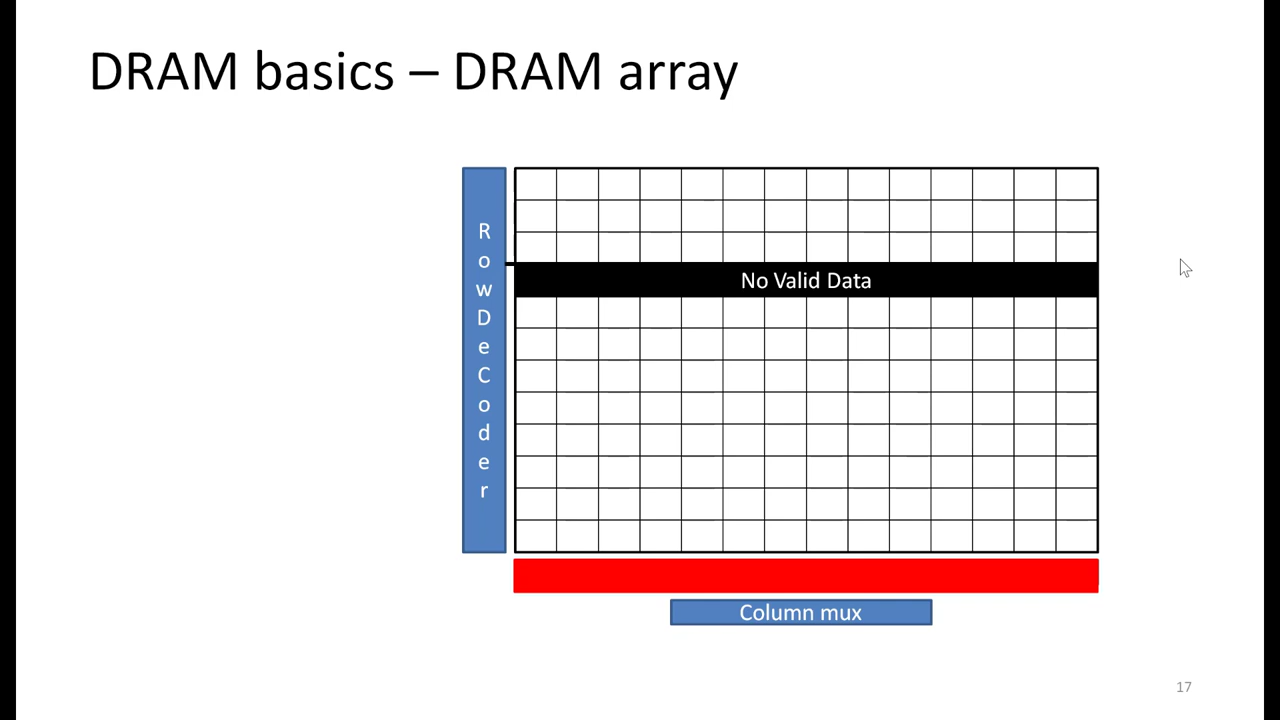 DRAM basics – DRAM array
R
o
w
D
e
C
o
d
e
r
No Valid Data
Column mux
17